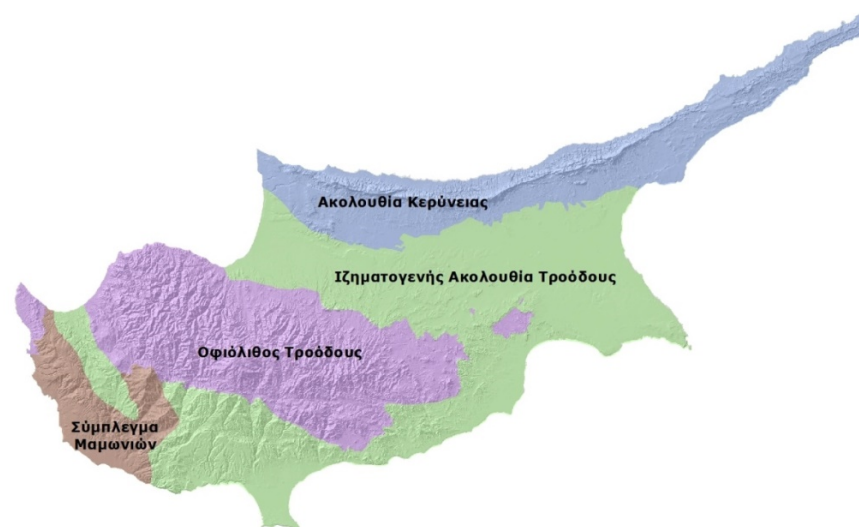 Ακολουθία Κερύνειας
Ιζηματογενής Ακολουθία Τροόδους
Οφιόλιθος Τροόδους
Σύμπλεγμα
Μαμωνιών